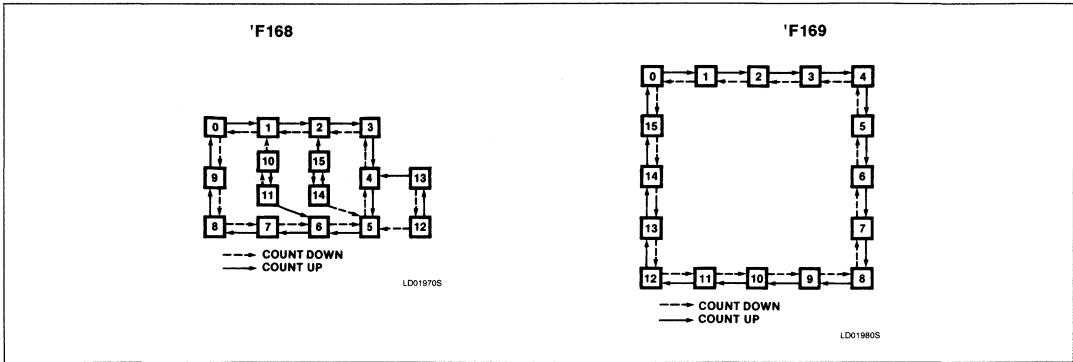 'F168
0 1 2 3
10 15
9 4 13
11 14
8 7 6 5 12
COUNT DOWN
COUNT UP
LD01970S
'F169
0 1 2 3 4
15 5
14 6
13 7
12 11 10 9 8
COUNT DOWN
COUNT UP
LD01980S